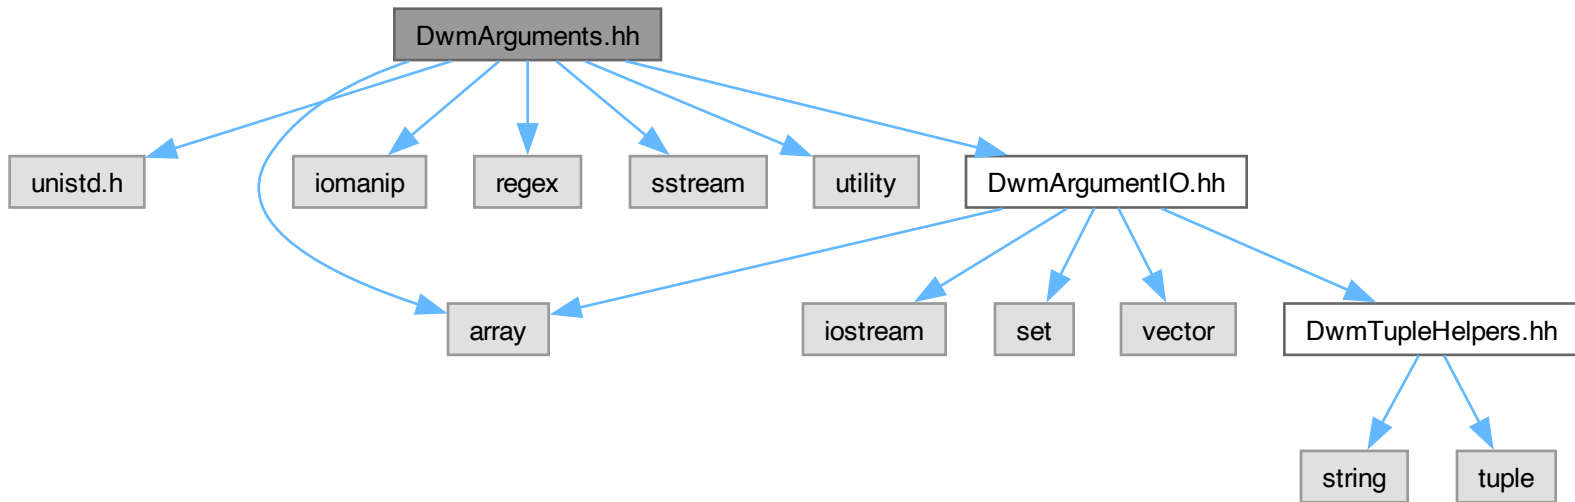 DwmArguments.hh
unistd.h
iomanip
regex
sstream
utility
DwmArgumentIO.hh
array
iostream
set
vector
DwmTupleHelpers.hh
string
tuple